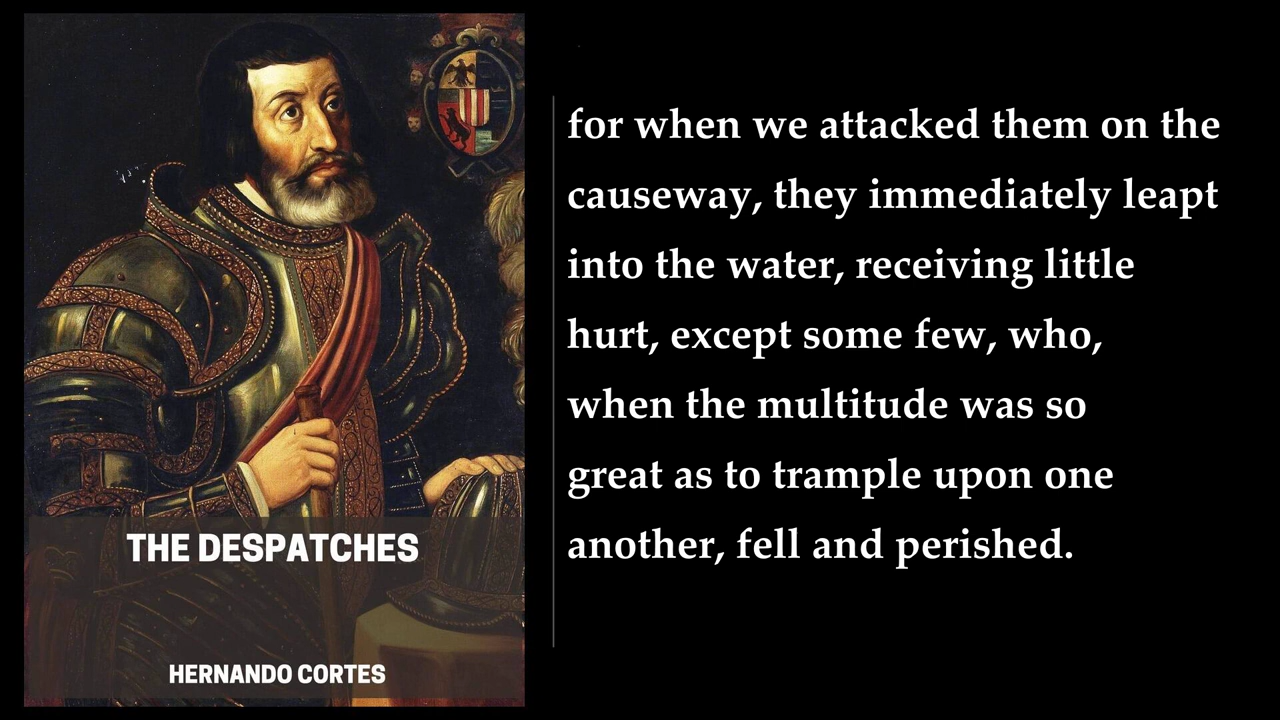 for when we attacked them on the
causeway, they immediately leapt
into the water, receiving little
hurt, except some few, who,
when the multitude was so
great as to trample upon one
another, fell and perished.
THE DESPATCHES
HERNANDO CORTES